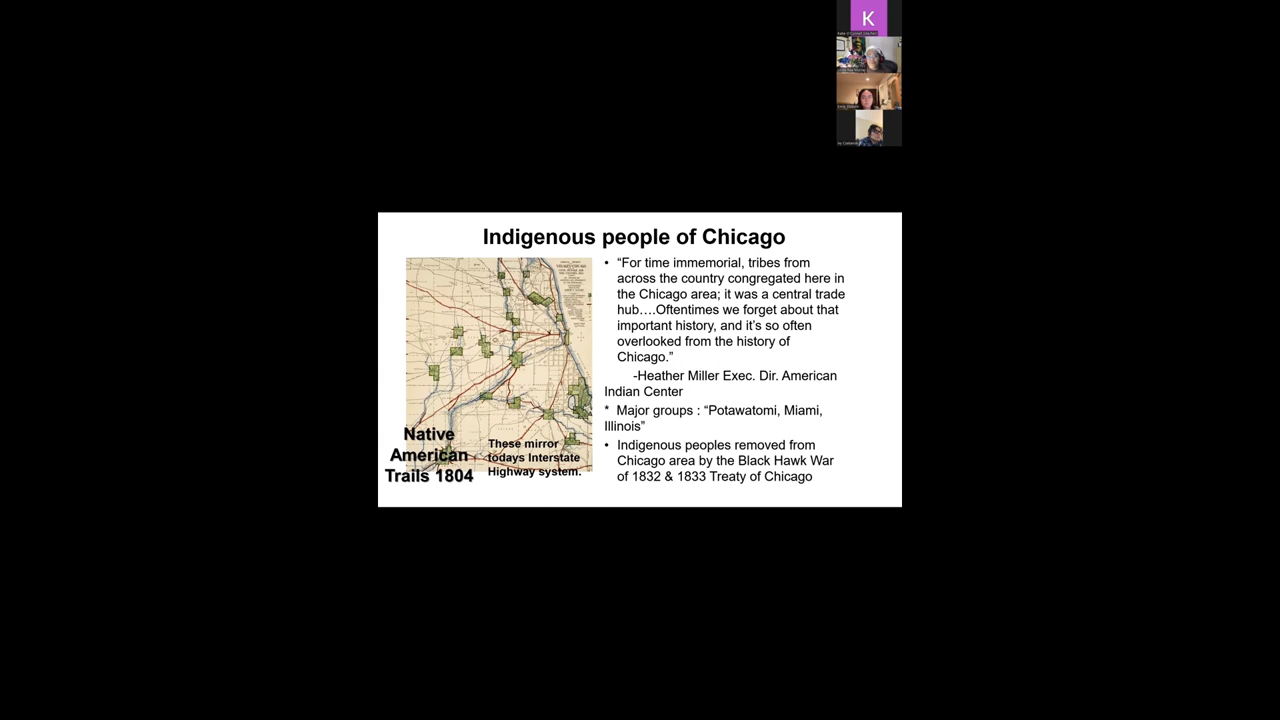 K
Indigenous people of Chicago
• “For time immemorial, tribes from
across the country congregated here in
the Chicago area; it was a central trade
hub….Oftentimes we forget about that
important history, and it’s so often
overlooked from the history of
Chicago.”
-Heather Miller Exec. Dir. American
Indian Center
* Major groups : “Potawatomi, Miami,
Illinois”
• Indigenous peoples removed from
Chicago area by the Black Hawk War
of 1832 & 1833 Treaty of Chicago
Native
American
Trails 1804
These mirror
todays Interstate
Highway system.